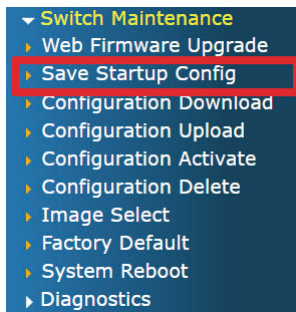 Switch Maintenance
Web Firmware Upgrade
Save Startup Config
Configuration Download
Configuration Upload
Configuration Activate
Configuration Delete
Image Select
Factory Default
System Reboot
Diagnostics